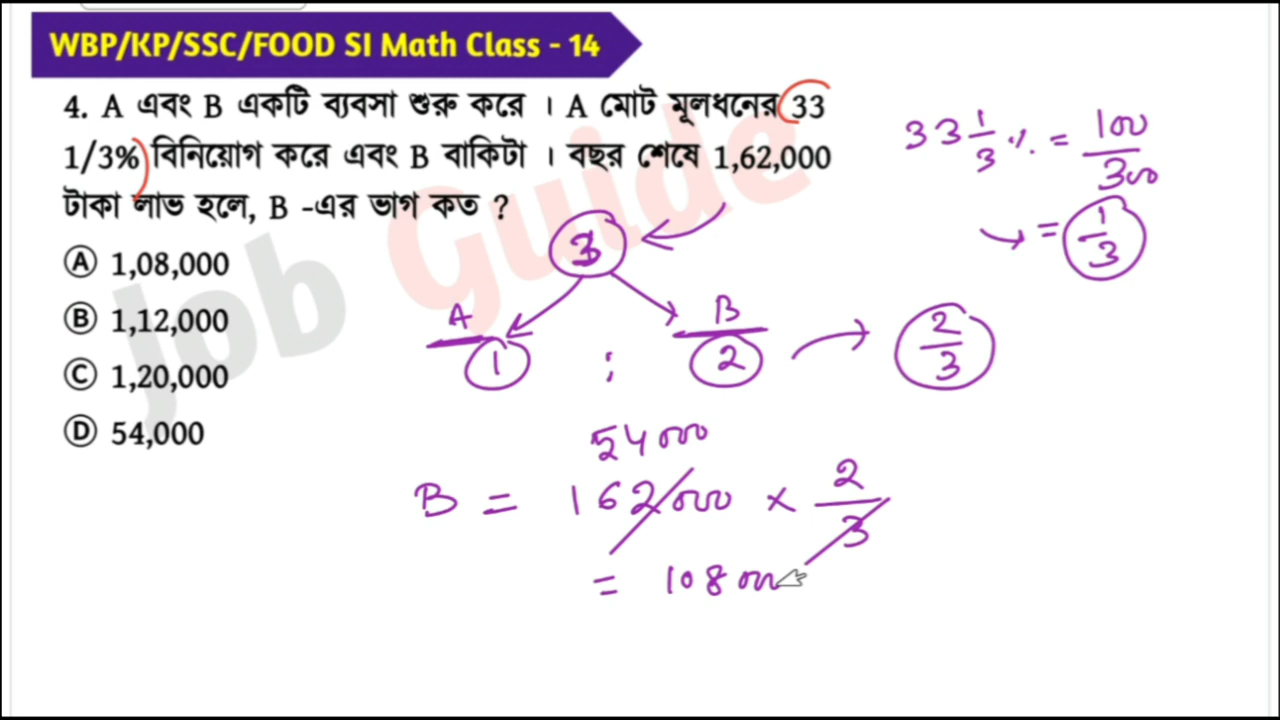 WBP/KP/SSC/FOOD SI Math Class - 14
4. A এবং B একটি ব্যবসা শুরু করে । A মোট মূলধনের 33
1/3% বিনিয়োগ করে এবং B বাকিটা । বছর শেষে 1,62,000
টাকা লাভ হলে, B -এর ভাগ কত ?
Ⓐ 1,08,000
Ⓑ 1,12,000
Ⓒ 1,20,000
Ⓓ 54,000
Job Guide
33 1/3 % = 100/300
= 1/3
3
A B
1 : 2
2/3
54000
B = 162000 × 2/3
= 108000